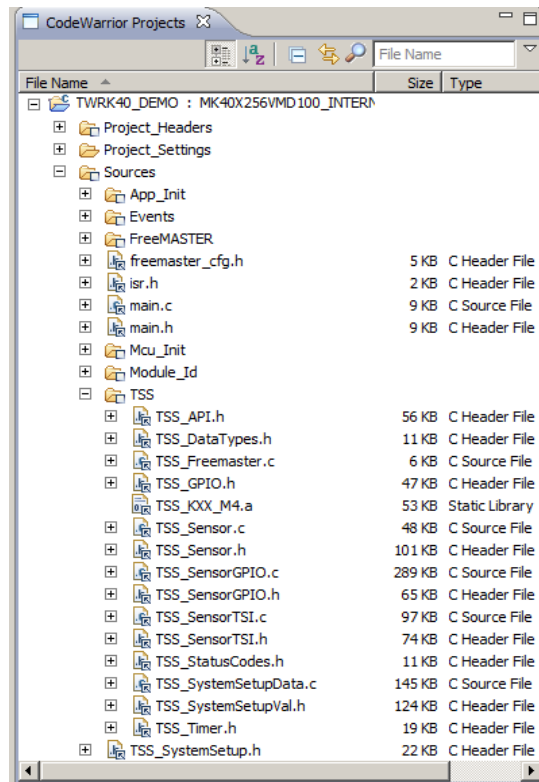 CodeWarrior Projects
File Name
File Name Size Type
TWRK40_DEMO : MK40X256VMD100_INTERN
Project_Headers
Project_Settings
Sources
App_Init
Events
FreeMASTER
freemaster_cfg.h 5 KB C Header File
isr.h 2 KB C Header File
main.c 9 KB C Source File
main.h 9 KB C Header File
Mcu_Init
Module_Id
TSS
TSS_API.h 56 KB C Header File
TSS_DataTypes.h 11 KB C Header File
TSS_Freemaster.c 6 KB C Source File
TSS_GPIO.h 47 KB C Header File
TSS_KXX_M4.a 53 KB Static Library
TSS_Sensor.c 48 KB C Source File
TSS_Sensor.h 101 KB C Header File
TSS_SensorGPIO.c 289 KB C Source File
TSS_SensorGPIO.h 65 KB C Header File
TSS_SensorTSI.c 97 KB C Source File
TSS_SensorTSI.h 74 KB C Header File
TSS_StatusCodes.h 11 KB C Header File
TSS_SystemSetupData.c 145 KB C Source File
TSS_SystemSetupVal.h 124 KB C Header File
TSS_Timer.h 19 KB C Header File
TSS_SystemSetup.h 22 KB C Header File